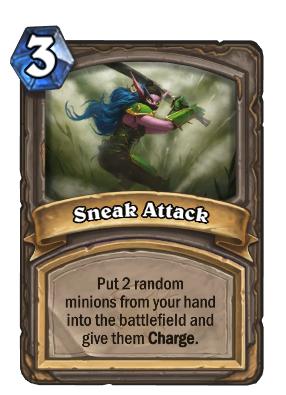 3
Sneak Attack
Put 2 random
minions from your hand
into the battlefield and
give them Charge.